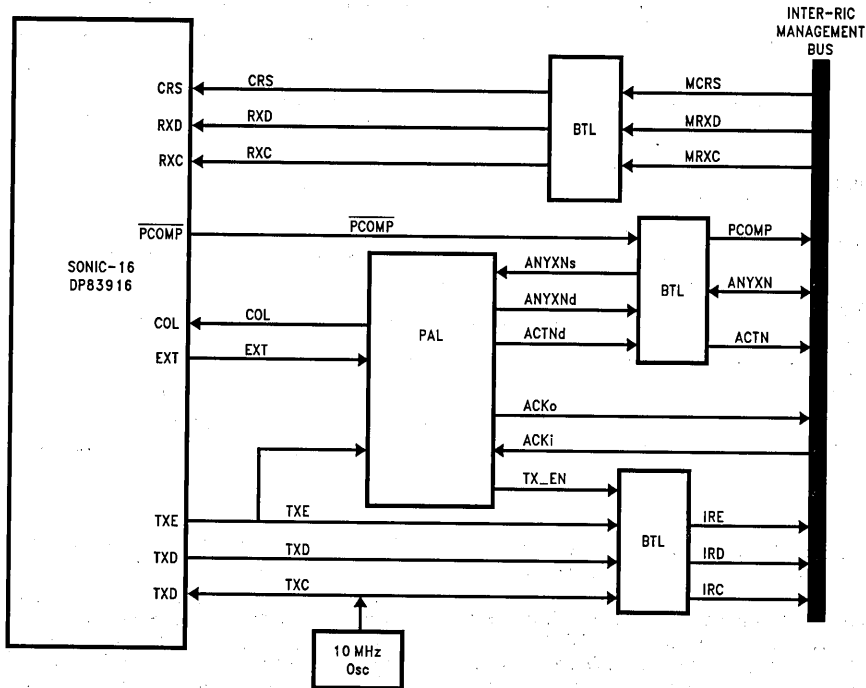 INTER-RIC
MANAGEMENT
BUS
CRS
CRS
MCRS
RXD
RXD
BTL
MRXD
RXC
RXC
MRXC
P̅C̅O̅M̅P̅
P̅C̅O̅M̅P̅
PCOMP
SONIC-16
DP83916
ANYXNs
ANYXNd
BTL
ANYXN
COL
COL
PAL
ACTNd
ACTN
EXT
EXT
ACKo
ACKi
TX_EN
TXE
TXE
IRE
TXD
TXD
BTL
IRD
TXD
TXC
IRC
10 MHz
Osc